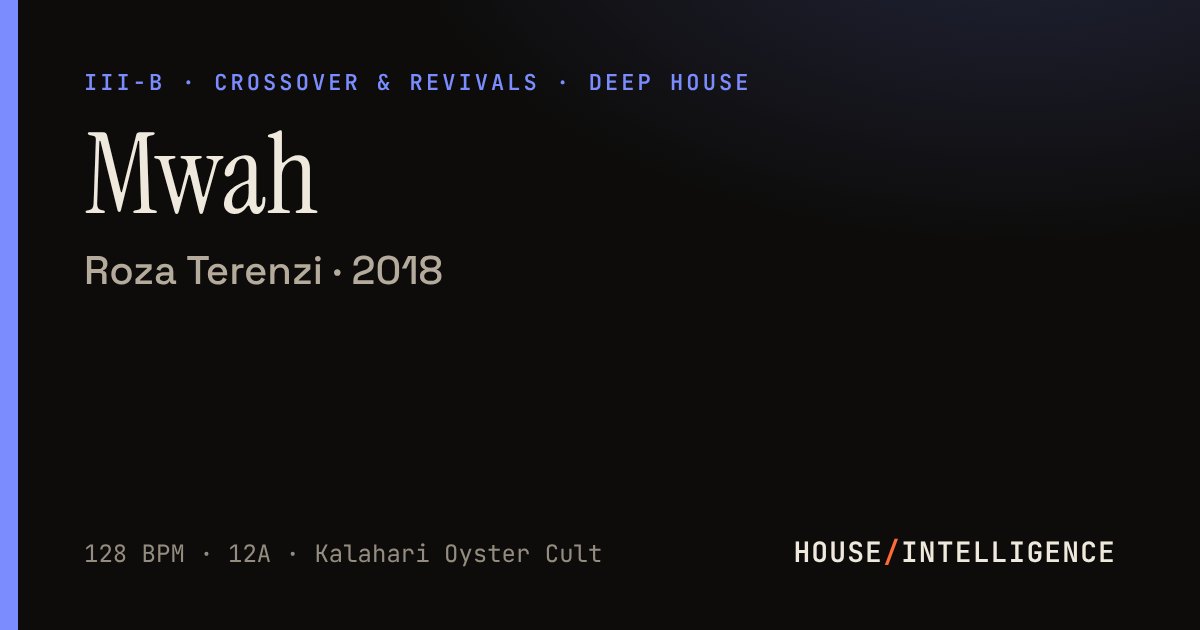 III-B · CROSSOVER & REVIVALS · DEEP HOUSE
Mwah
Roza Terenzi · 2018
128 BPM · 12A · Kalahari Oyster Cult
HOUSE/INTELLIGENCE